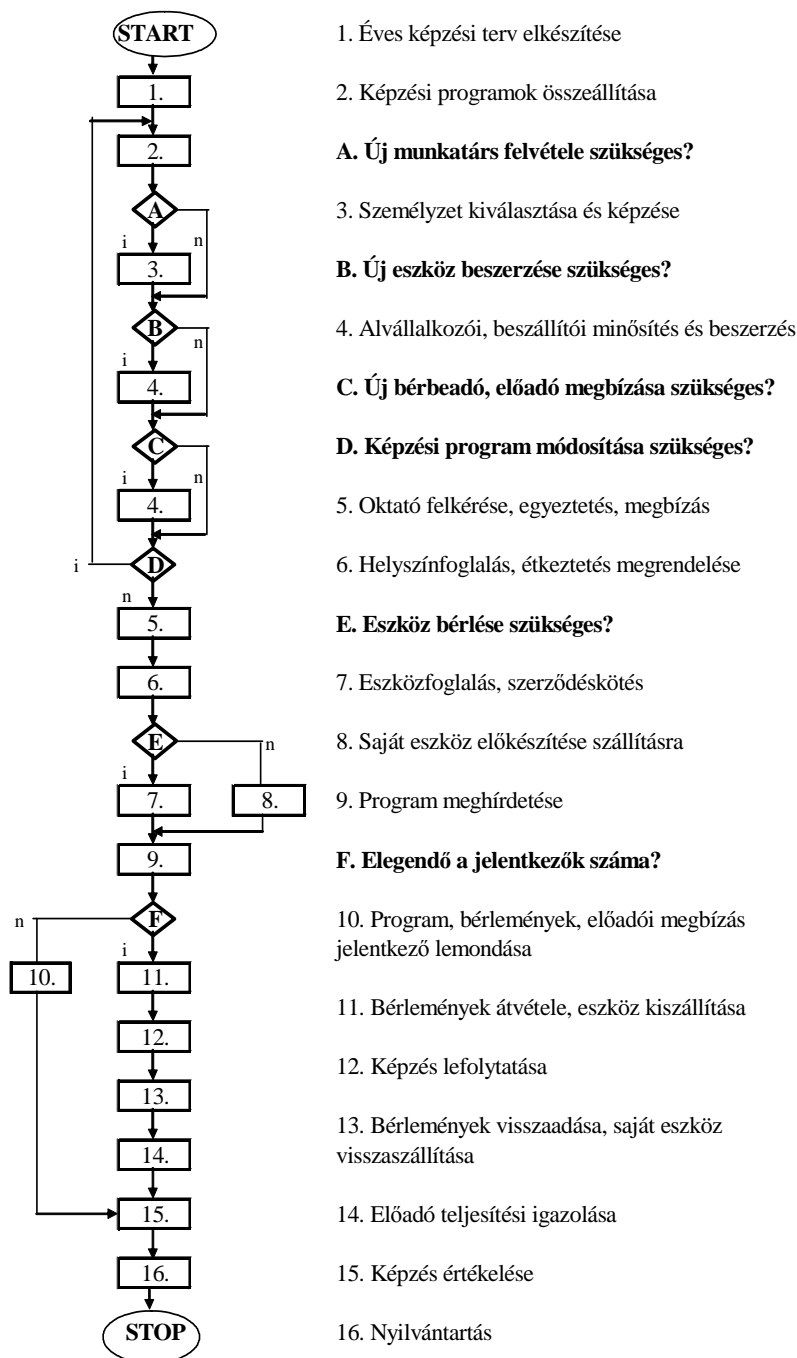 START
1. Éves képzési terv elkészítése
1.
2. Képzési programok összeállítása
2.
A. Új munkatárs felvétele szükséges?
A
3. Személyzet kiválasztása és képzése
i
n
3.
B. Új eszköz beszerzése szükséges?
B
4. Alvállalkozói, beszállítói minősítés és beszerzés
i
n
4.
C. Új bérbeadó, előadó megbízása szükséges?
C
D. Képzési program módosítása szükséges?
i
n
4.
5. Oktató felkérése, egyeztetés, megbízás
i
D
6. Helyszínfoglalás, étkeztetés megrendelése
n
5.
E. Eszköz bérlése szükséges?
6.
7. Eszközfoglalás, szerződéskötés
E
n
8. Saját eszköz előkészítése szállításra
i
7.
8.
9. Program meghírdetése
9.
F. Elegendő a jelentkezők száma?
n
F
10. Program, bérlemények, előadói megbízás
jelentkező lemondása
i
10.
11.
11. Bérlemények átvétele, eszköz kiszállítása
12.
12. Képzés lefolytatása
13.
13. Bérlemények visszaadása, saját eszköz
visszaszállítása
14.
14. Előadó teljesítési igazolása
15.
15. Képzés értékelése
16.
16. Nyilvántartás
STOP